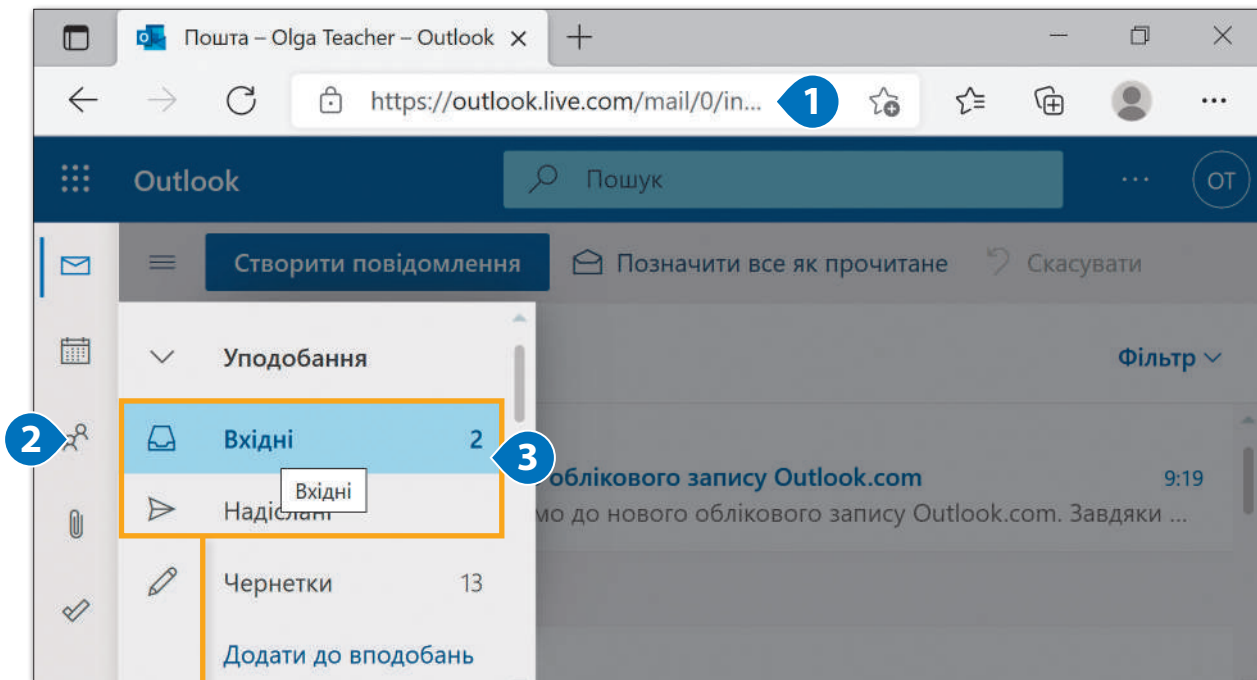 Пошта – Olga Teacher – Outlook
https://outlook.live.com/mail/0/in...
1
Outlook
Пошук
ОТ
Створити повідомлення
Позначити все як прочитане
Скасувати
Уподобання
Фільтр
2
Вхідні 2
3
облікового запису Outlook.com 9:19
Вхідні
Надіслані
мо до нового облікового запису Outlook.com. Завдяки ...
Чернетки 13
Додати до вподобань